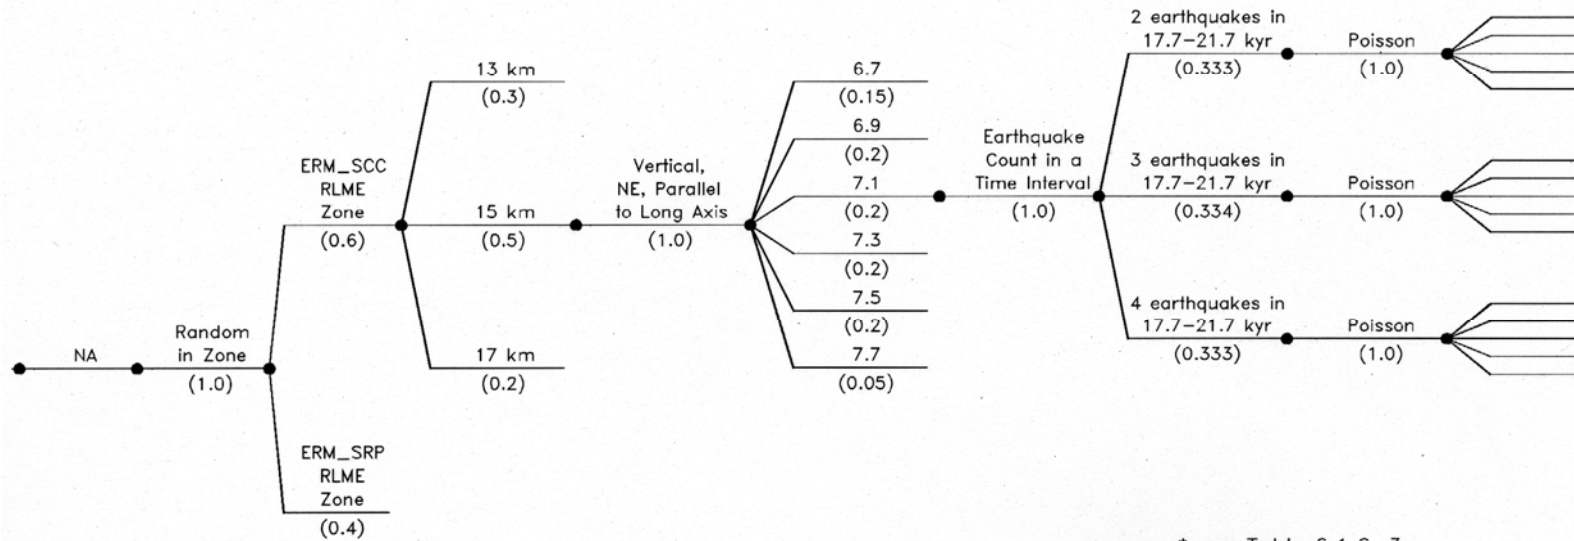 NA
Random
in Zone
(1.0)
ERM_SCC
RLME
Zone
(0.6)
ERM_SRP
RLME
Zone
(0.4)
13 km
(0.3)
15 km
(0.5)
17 km
(0.2)
Vertical,
NE, Parallel
to Long Axis
(1.0)
6.7
(0.15)
6.9
(0.2)
7.1
(0.2)
7.3
(0.2)
7.5
(0.2)
7.7
(0.05)
Earthquake
Count in a
Time Interval
(1.0)
2 earthquakes in
17.7-21.7 kyr
(0.333)
Poisson
(1.0)
3 earthquakes in
17.7-21.7 kyr
(0.334)
Poisson
(1.0)
4 earthquakes in
17.7-21.7 kyr
(0.333)
Poisson
(1.0)